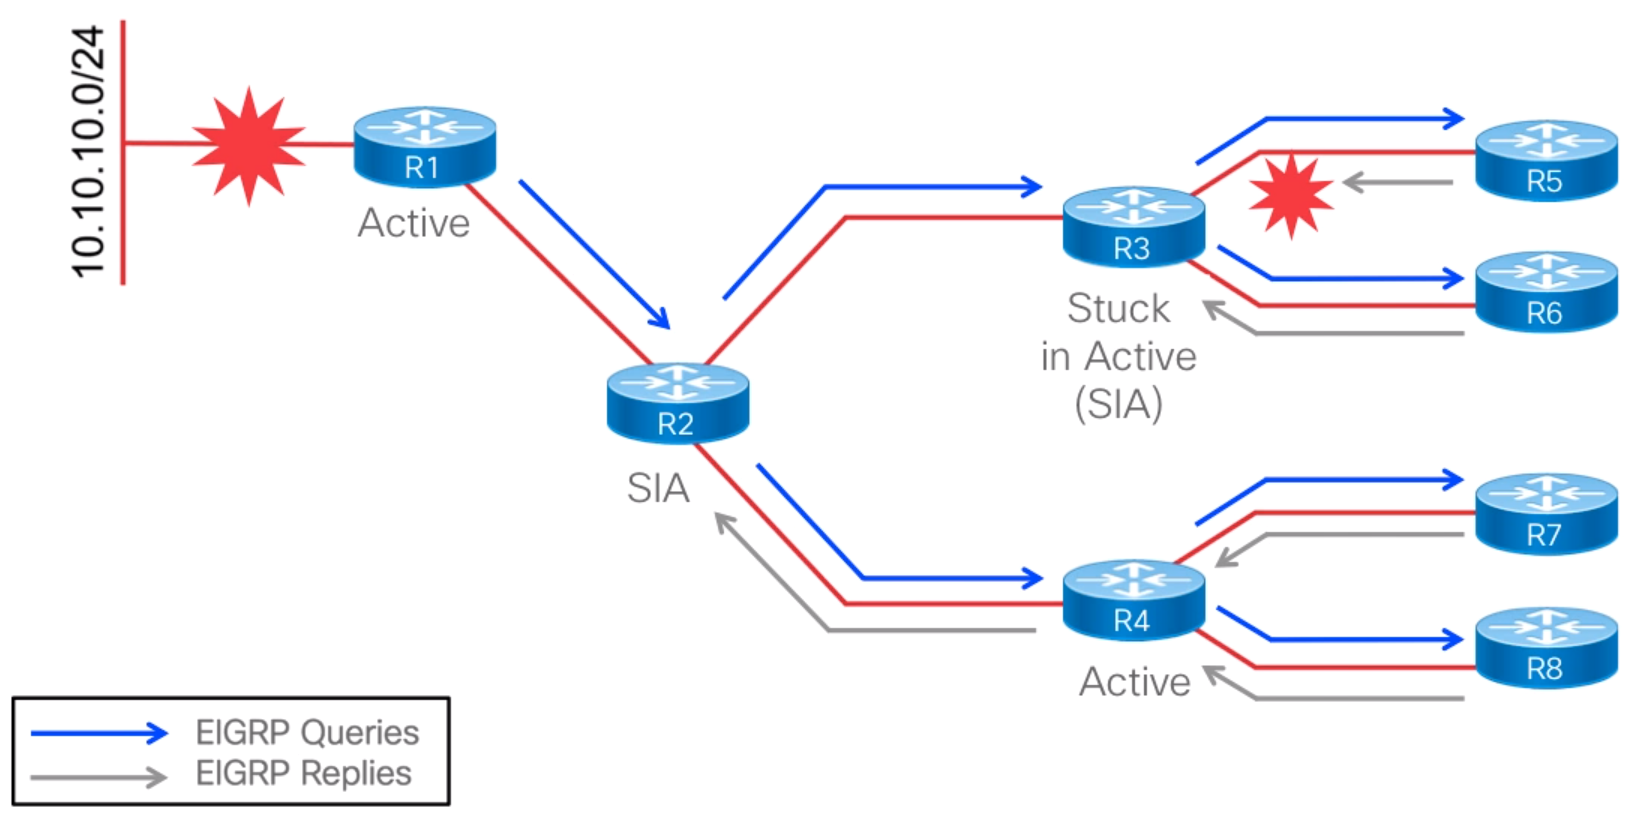 10.10.10.0/24
R1
Active
R5
R3
Stuck
in Active
(SIA)
R6
R2
SIA
R7
R4
Active
R8
EIGRP Queries
EIGRP Replies